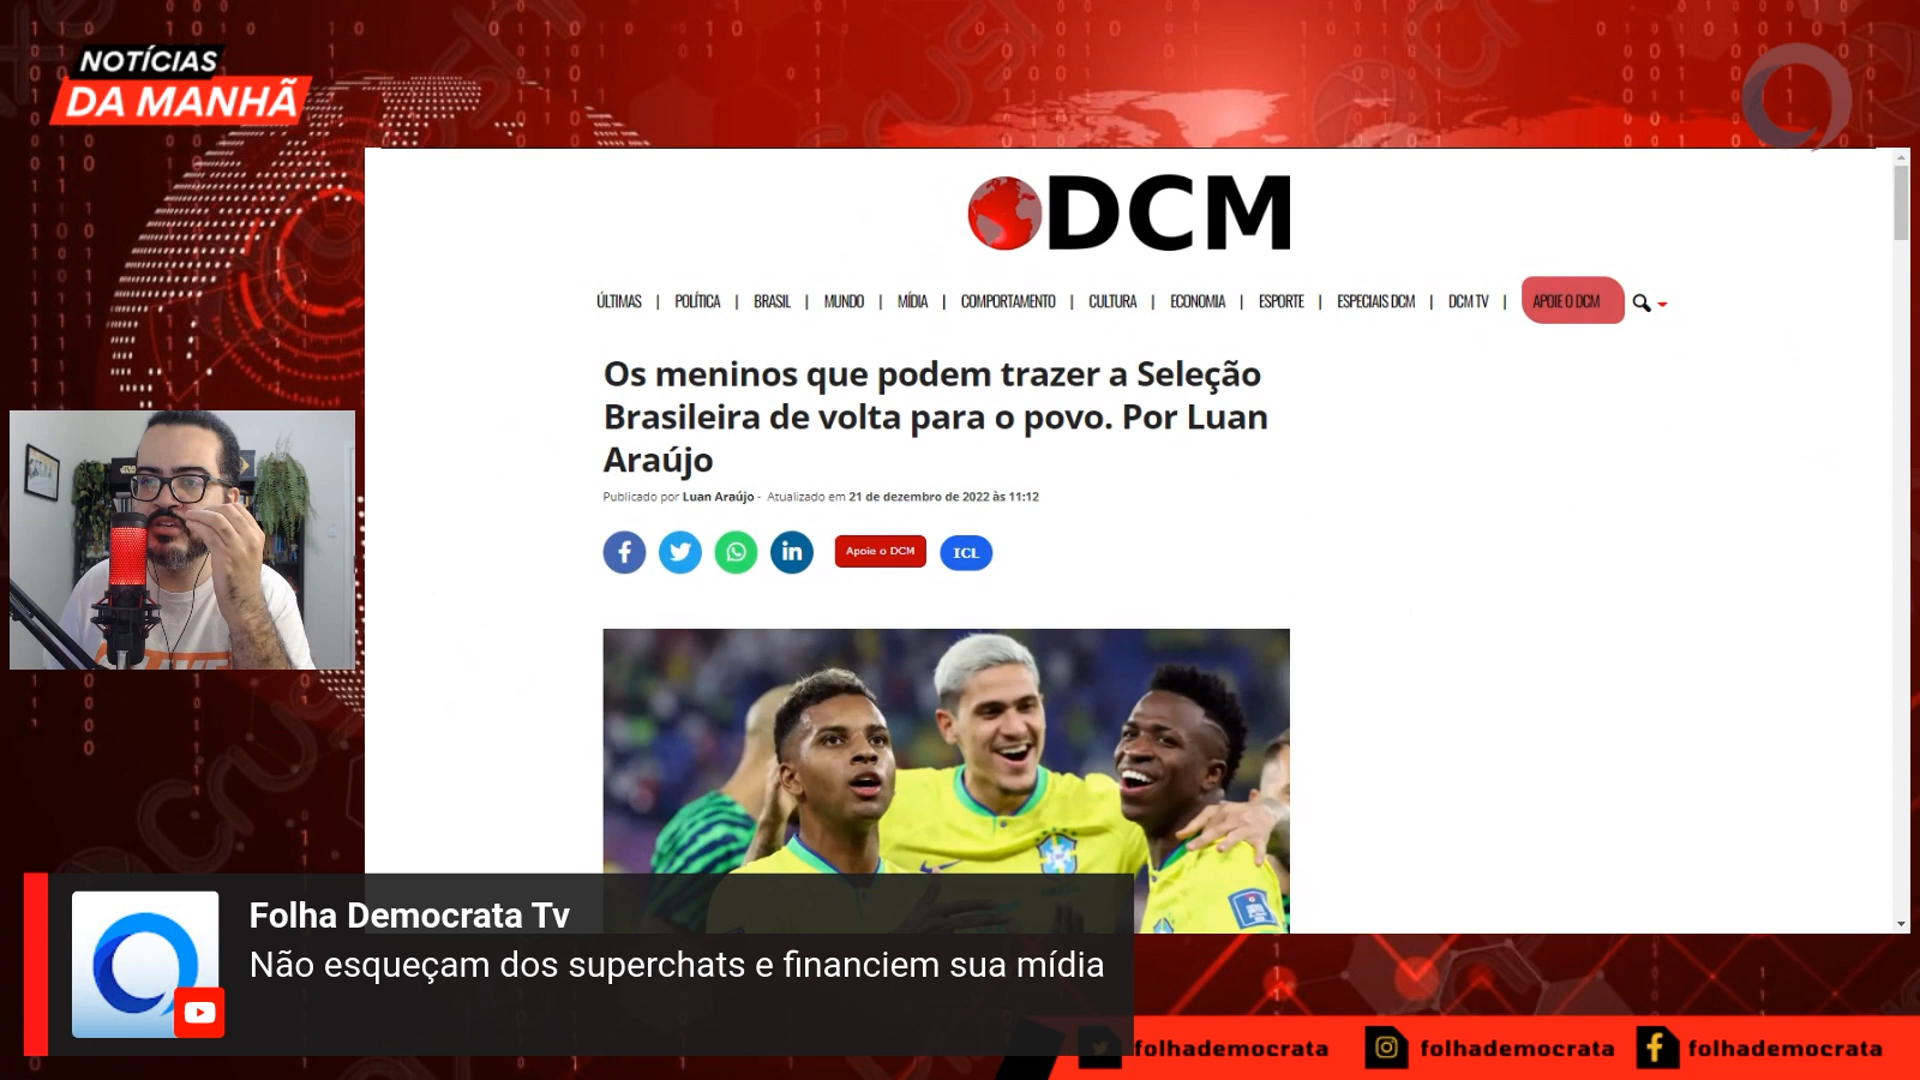 NOTÍCIAS
DA MANHÃ
DCM
ÚLTIMAS | POLÍTICA | BRASIL | MUNDO | MÍDIA | COMPORTAMENTO | CULTURA | ECONOMIA | ESPORTE | ESPECIAIS DCM | DCM TV | APOIE O DCM
Os meninos que podem trazer a Seleção
Brasileira de volta para o povo. Por Luan
Araújo
Publicado por Luan Araújo - Atualizado em 21 de dezembro de 2022 às 11:12
Apoie o DCM
ICL
Folha Democrata Tv
Não esqueçam dos superchats e financiem sua mídia
folhademocrata
folhademocrata
folhademocrata